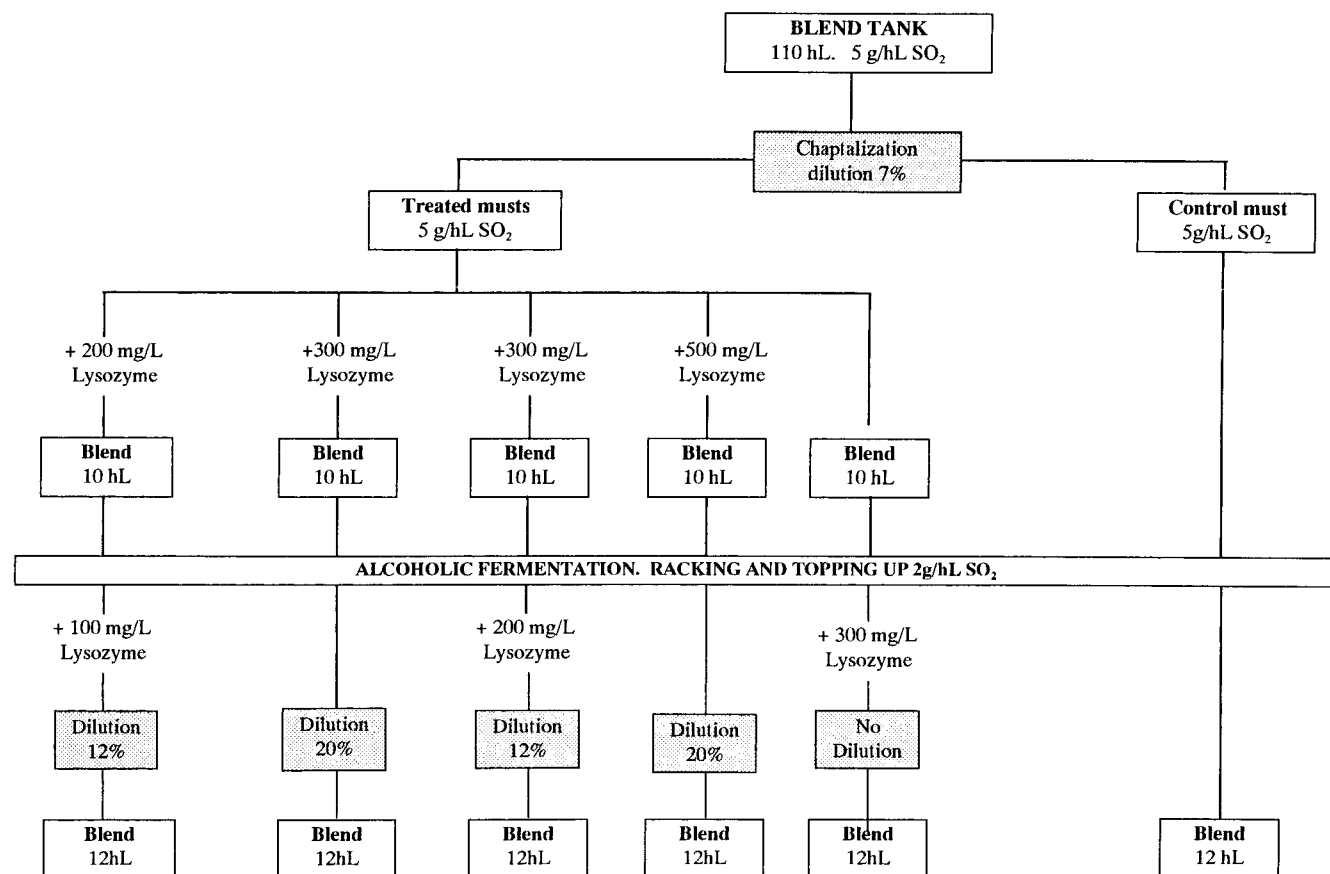 BLEND TANK
110 hL. 5 g/hL SO₂
Chaptalization
dilution 7%
Treated musts
5 g/hL SO₂
Control must
5g/hL SO₂
+ 200 mg/L
Lysozyme
+300 mg/L
Lysozyme
+300 mg/L
Lysozyme
+500 mg/L
Lysozyme
Blend
10 hL
Blend
10 hL
Blend
10 hL
Blend
10 hL
Blend
10 hL
ALCOHOLIC FERMENTATION. RACKING AND TOPPING UP 2g/hL SO₂
+ 100 mg/L
Lysozyme
+ 200 mg/L
Lysozyme
+ 300 mg/L
Lysozyme
Dilution
12%
Dilution
20%
Dilution
12%
Dilution
20%
No
Dilution
Blend
12hL
Blend
12hL
Blend
12hL
Blend
12hL
Blend
12hL
Blend
12 hL